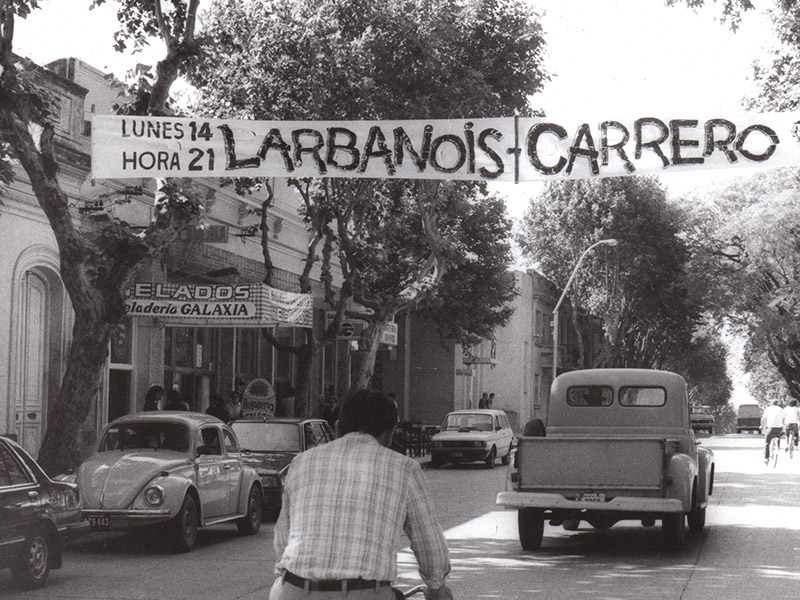 LUNES 14 LARBANOIS + CARRERO
HORA 21
ELADOS
eladería GALAXIA